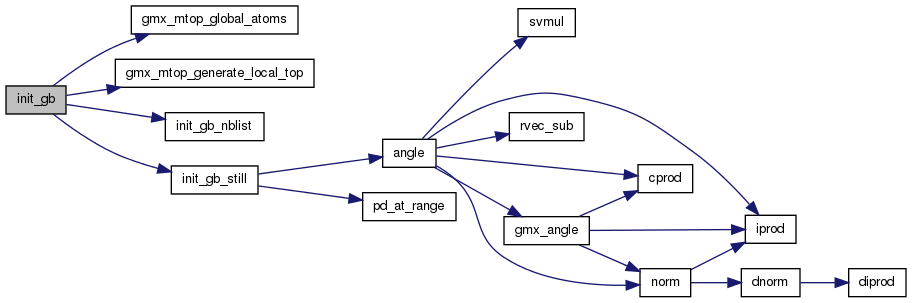 init_gb
gmx_mtop_global_atoms
gmx_mtop_generate_local_top
init_gb_nblist
init_gb_still
angle
pd_at_range
svmul
rvec_sub
cprod
gmx_angle
iprod
norm
dnorm
diprod